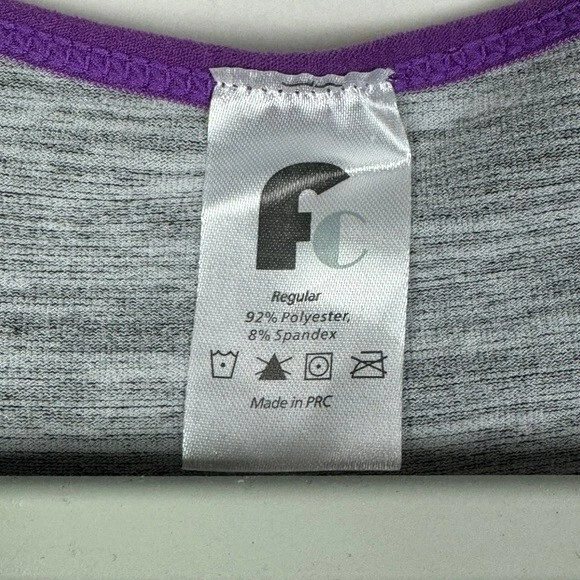 fc
Regular
92% Polyester,
8% Spandex
Made in PRC